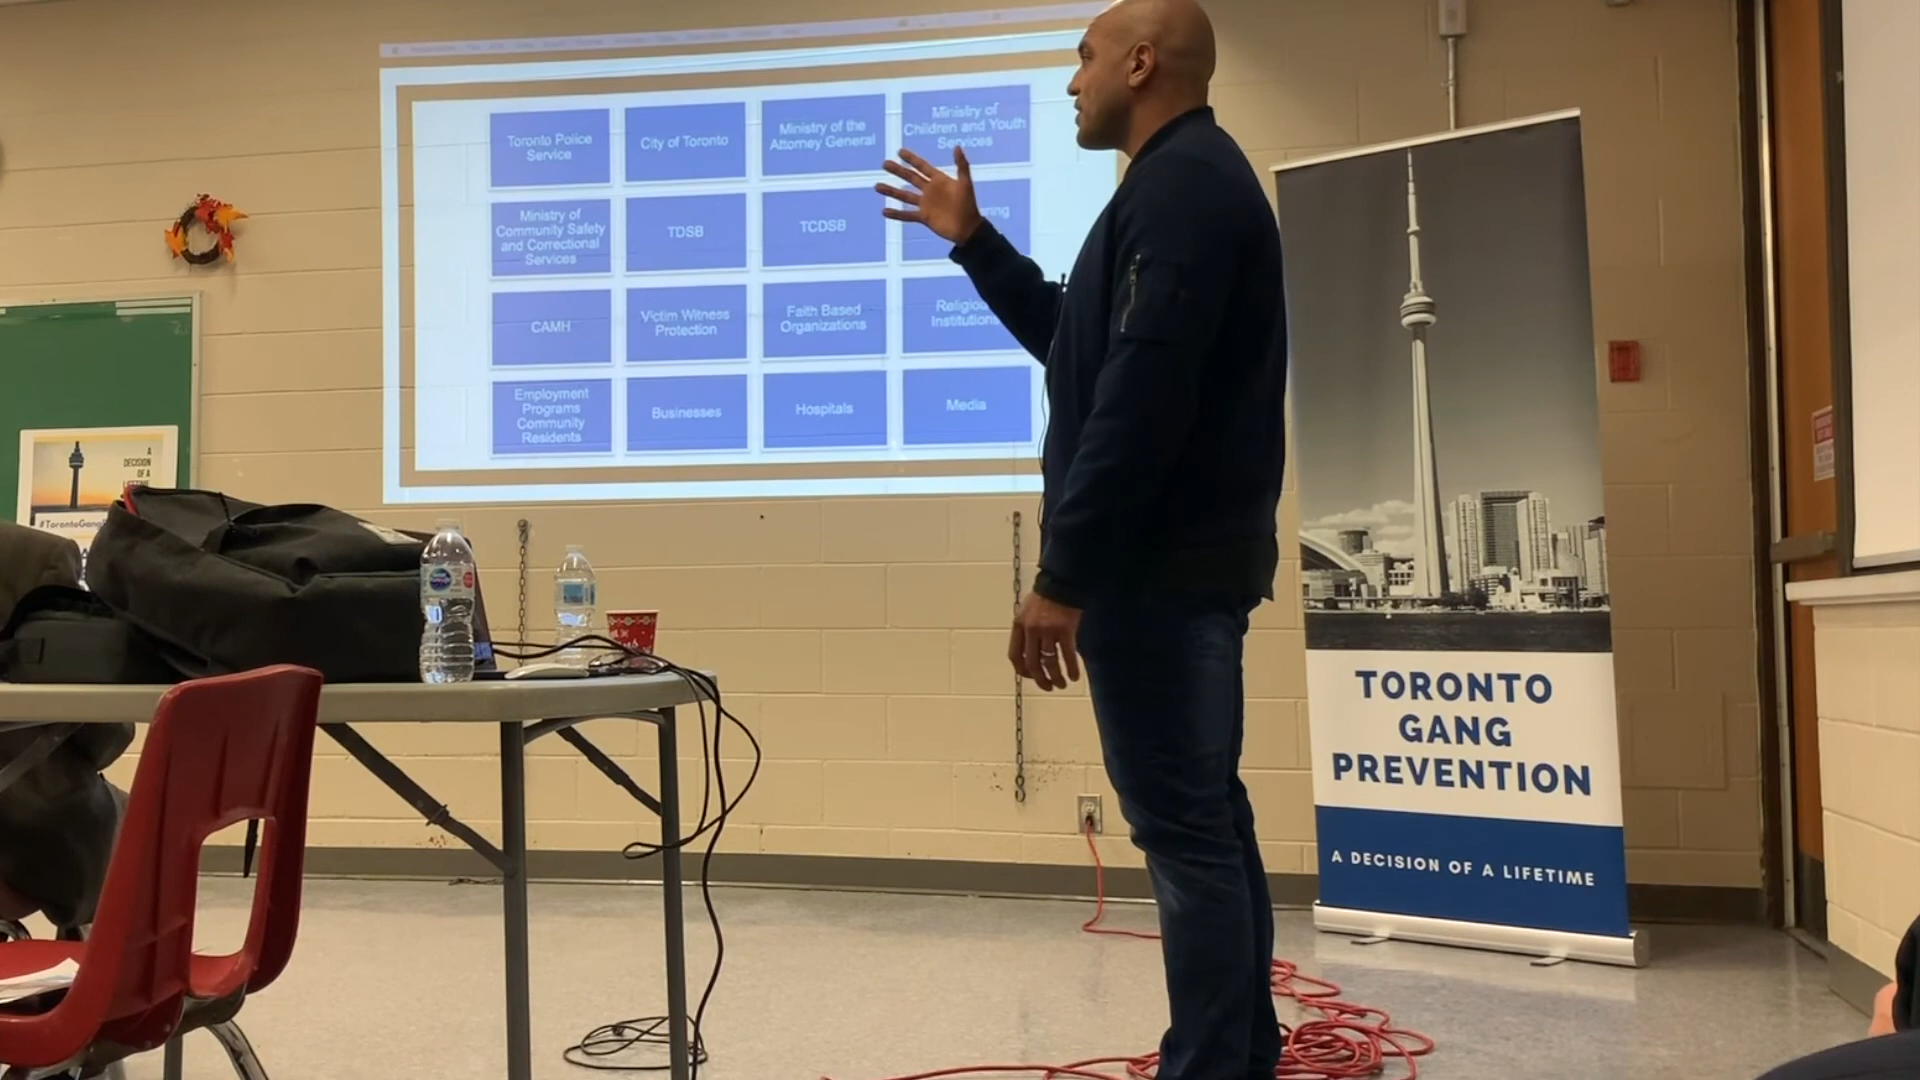 Toronto Police
Service
City of Toronto
Ministry of the
Attorney General
Ministry of
Children and Youth
Services
Ministry of
Community Safety
and Correctional
Services
TDSB
TCDSB
CAMH
Victim Witness
Protection
Faith Based
Organizations
Institutions
Employment
Programs
Community
Residents
Businesses
Hospitals
Media
A
DECISION
OF A
TORONTO
GANG
PREVENTION
A DECISION OF A LIFETIME